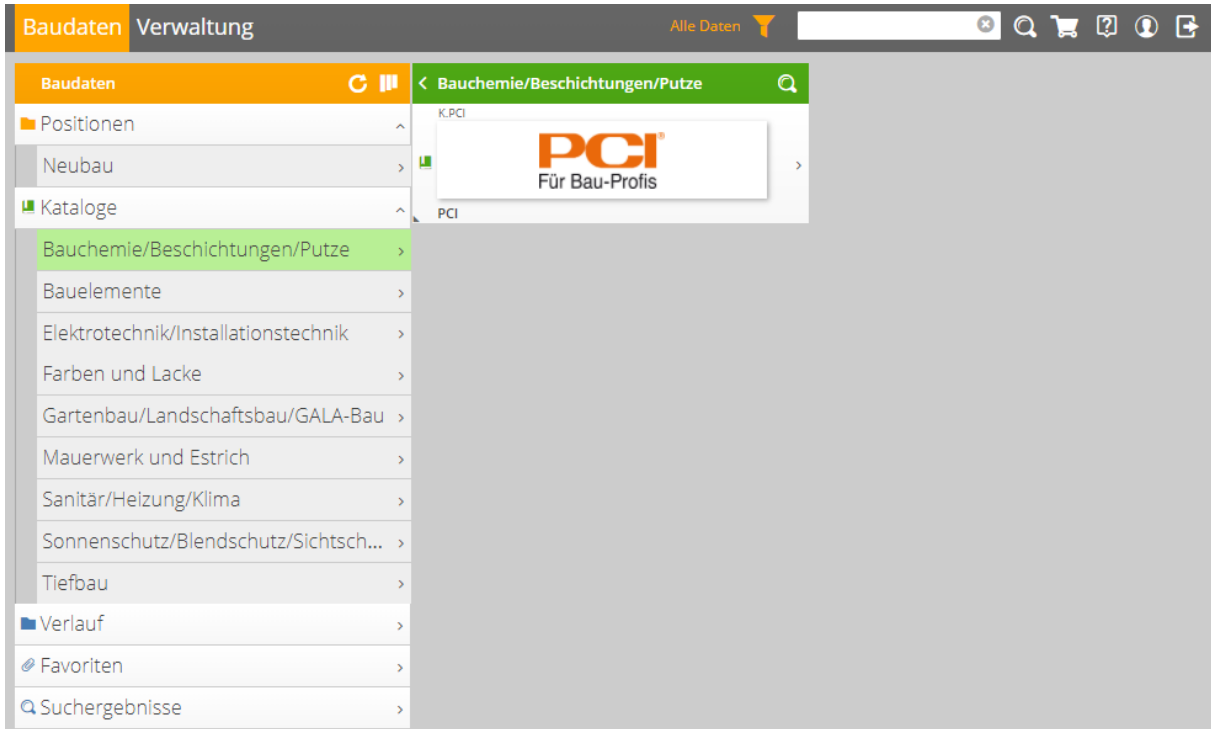 Baudaten Verwaltung Alle Daten
Baudaten
Positionen
Neubau
Kataloge
Bauchemie/Beschichtungen/Putze
Bauelemente
Elektrotechnik/Installationstechnik
Farben und Lacke
Gartenbau/Landschaftsbau/GALA-Bau
Mauerwerk und Estrich
Sanitär/Heizung/Klima
Sonnenschutz/Blendschutz/Sichtsch...
Tiefbau
Verlauf
Favoriten
Suchergebnisse
Bauchemie/Beschichtungen/Putze
K.PCI
PCI®
Für Bau-Profis
PCI